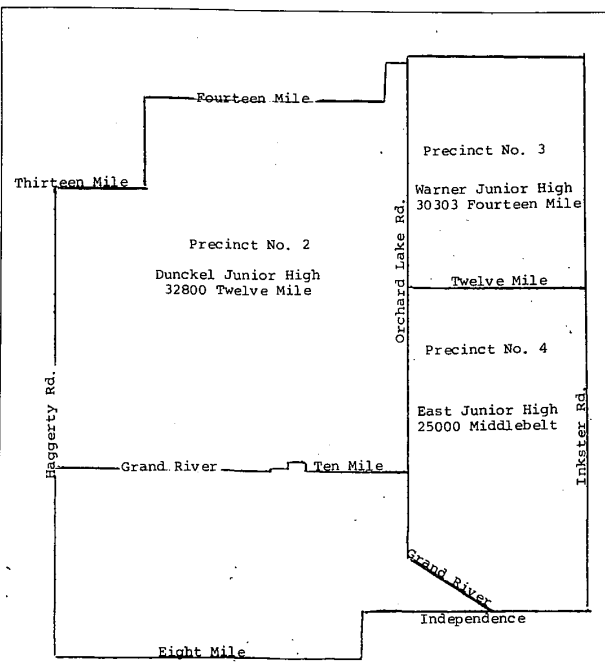 Fourteen Mile
Precinct No. 3
Thirteen Mile
Warner Junior High
30303 Fourteen Mile
Orchard Lake Rd.
Precinct No. 2
Dunckel Junior High
32800 Twelve Mile
Twelve Mile
Precinct No. 4
Haggerty Rd.
East Junior High
25000 Middlebelt
Inkster Rd.
Grand River
Ten Mile
Grand River
Independence
Eight Mile